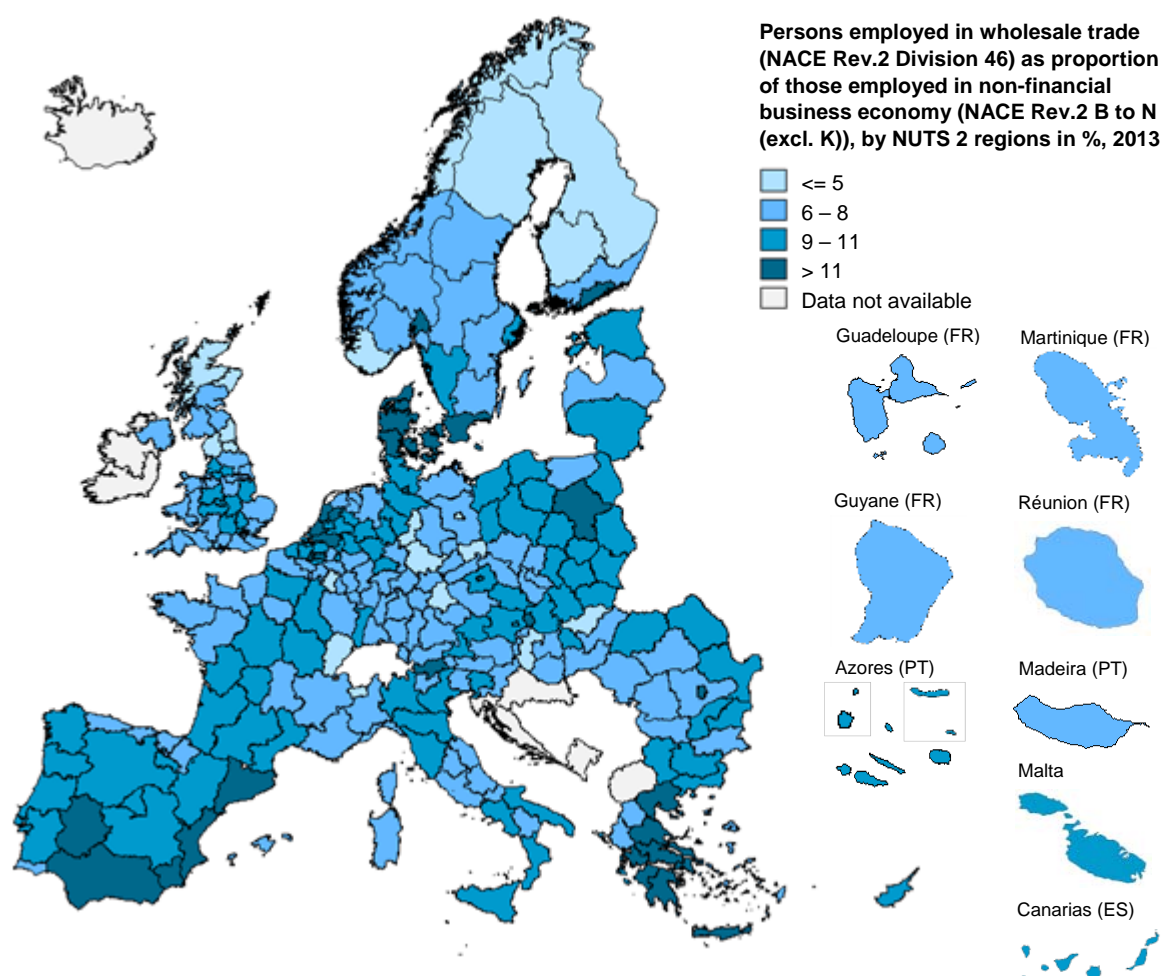 Persons employed in wholesale trade
(NACE Rev.2 Division 46) as proportion
of those employed in non-financial
business economy (NACE Rev.2 B to N
(excl. K)), by NUTS 2 regions in %, 2013
<= 5
6 – 8
9 – 11
> 11
Data not available
Guadeloupe (FR)
Martinique (FR)
Guyane (FR)
Réunion (FR)
Azores (PT)
Madeira (PT)
Malta
Canarias (ES)